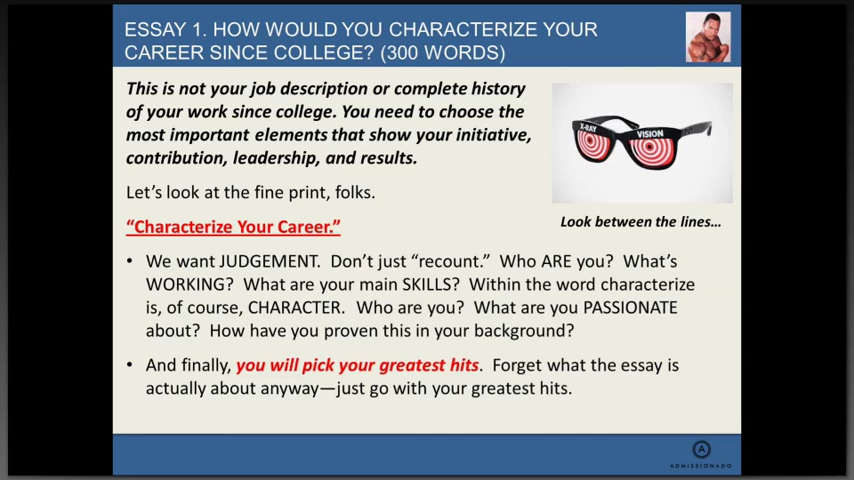 ESSAY 1. HOW WOULD YOU CHARACTERIZE YOUR
CAREER SINCE COLLEGE? (300 WORDS)
This is not your job description or complete history
of your work since college. You need to choose the
most important elements that show your initiative,
contribution, leadership, and results.
X-RAY VISION
Let's look at the fine print, folks.
Look between the lines…
"Characterize Your Career."
• We want JUDGEMENT. Don't just "recount." Who ARE you? What's
WORKING? What are your main SKILLS? Within the word characterize
is, of course, CHARACTER. Who are you? What are you PASSIONATE
about? How have you proven this in your background?
• And finally, you will pick your greatest hits. Forget what the essay is
actually about anyway—just go with your greatest hits.
A
ADMISSIONADO